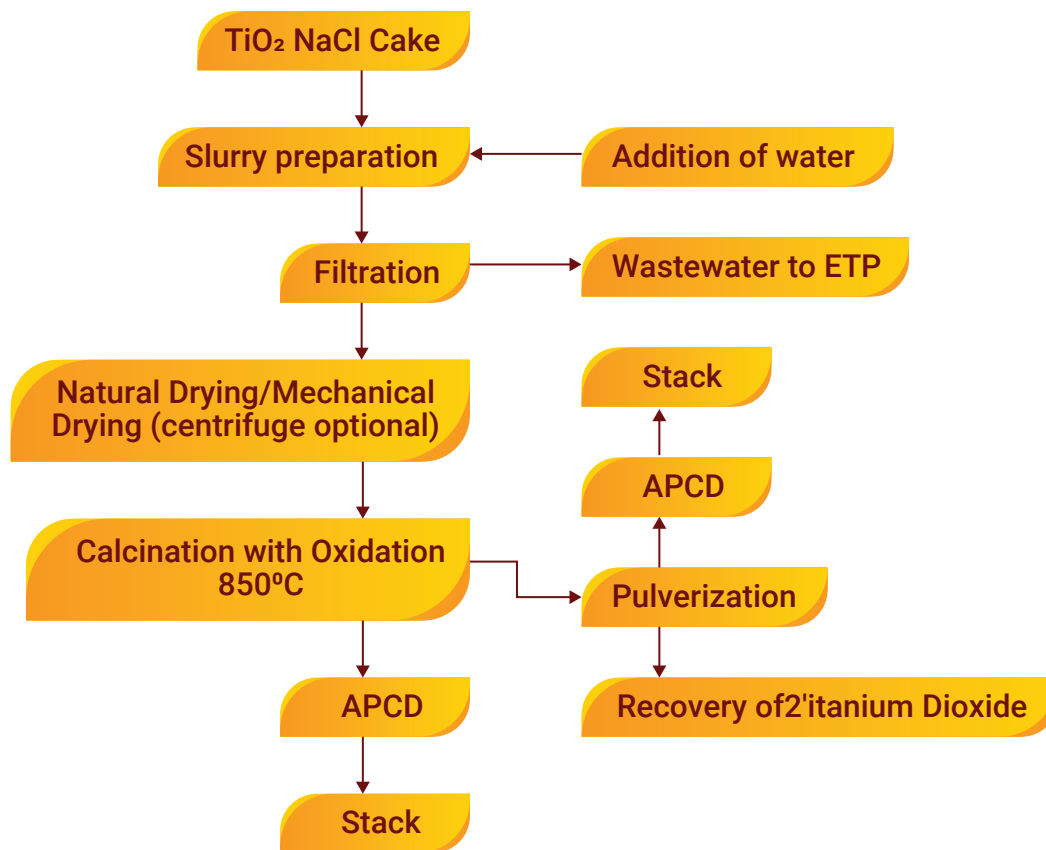 TiO₂ NaCl Cake
Slurry preparation
Addition of water
Filtration
Wastewater to ETP
Natural Drying/Mechanical
Drying (centrifuge optional)
Stack
APCD
Calcination with Oxidation
850⁰C
Pulverization
APCD
Recovery of2'itanium Dioxide
Stack